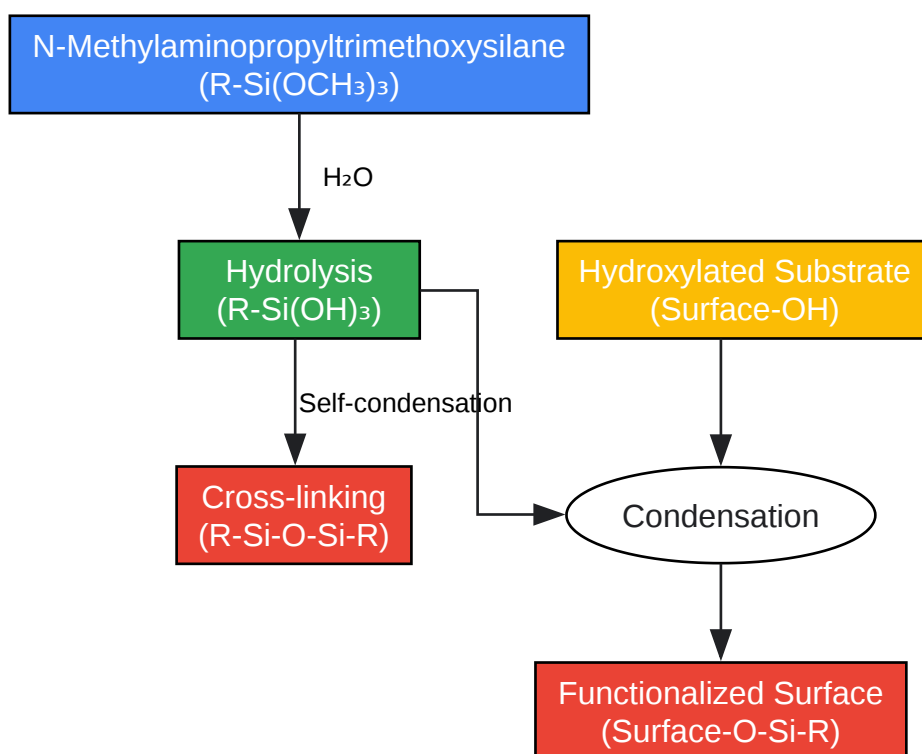 N-Methylaminopropyltrimethoxysilane
(R-Si(OCH₃)₃)
H₂O
Hydrolysis
(R-Si(OH)₃)
Hydroxylated Substrate
(Surface-OH)
Self-condensation
Cross-linking
(R-Si-O-Si-R)
Condensation
Functionalized Surface
(Surface-O-Si-R)